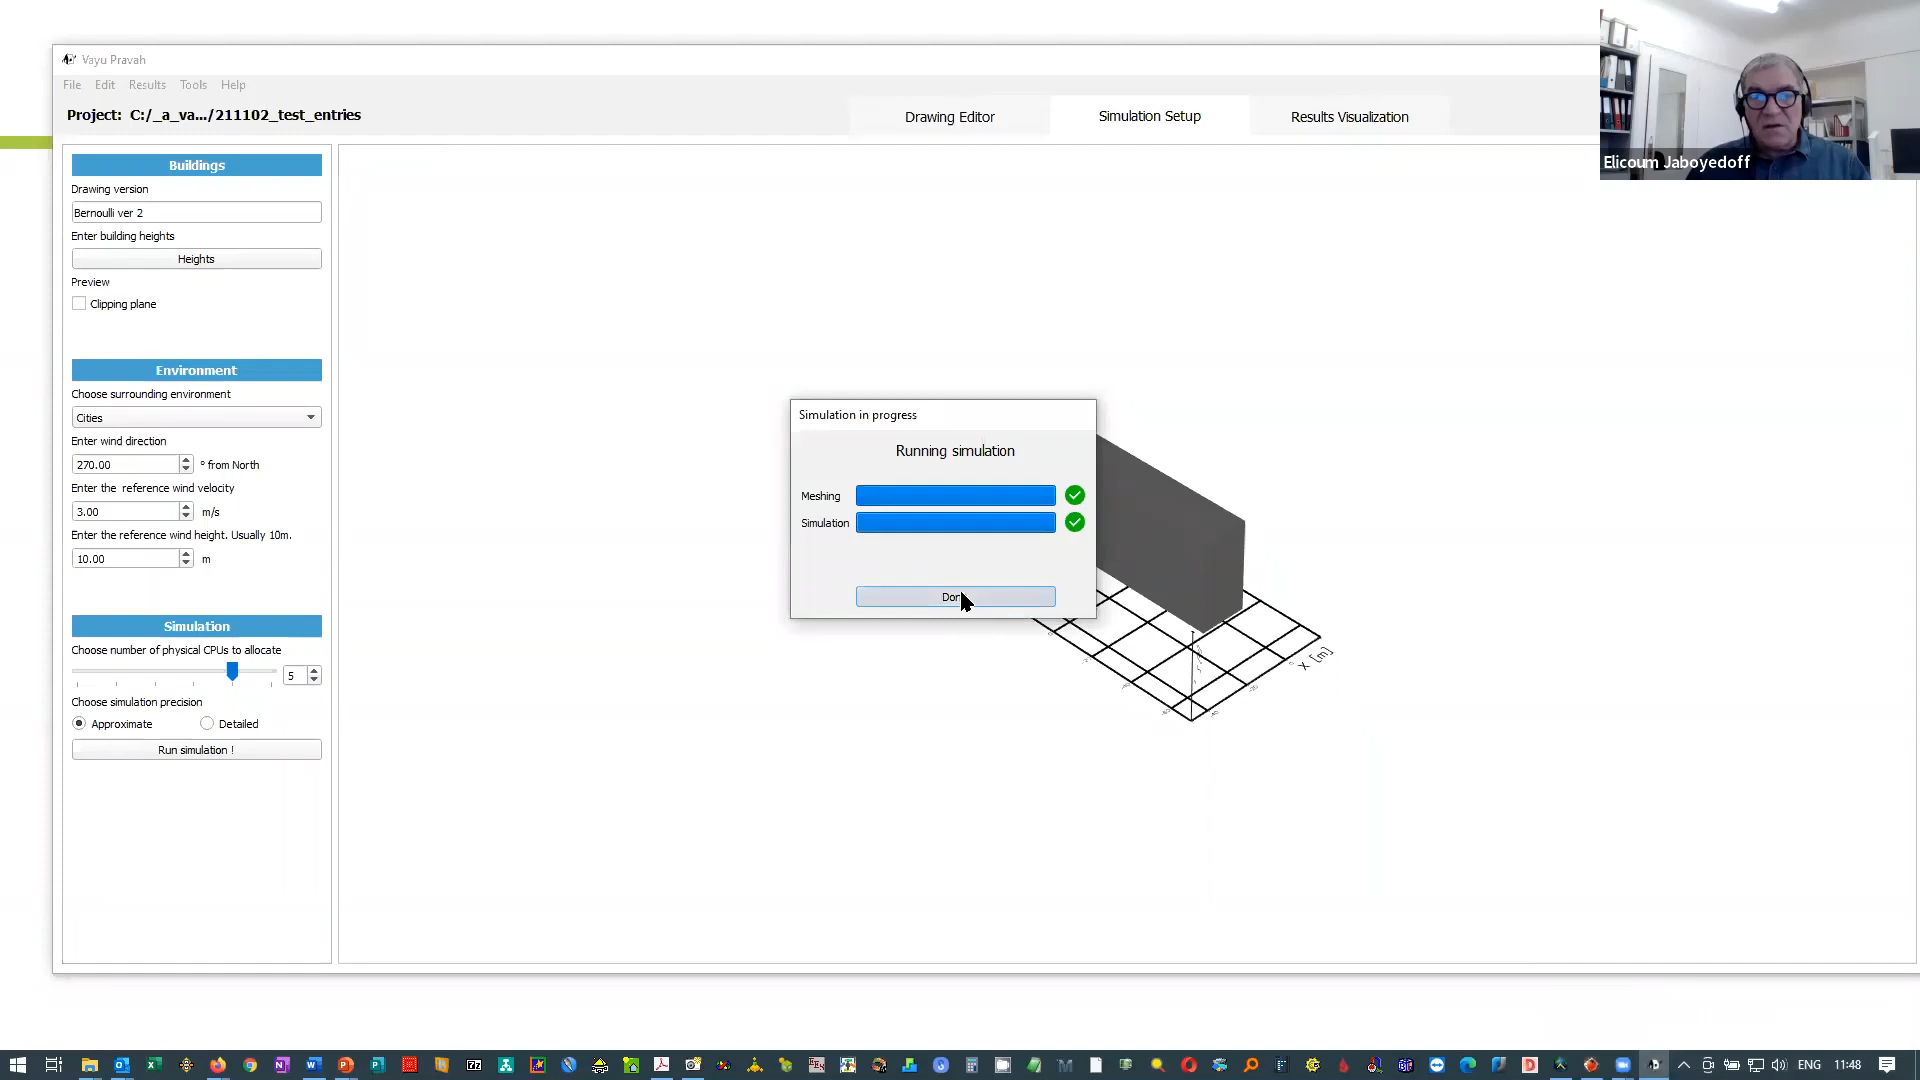 Vayu Pravah
File Edit Results Tools Help
Project: C:/_a_va.../211102_test_entries
Drawing Editor
Simulation Setup
Results Visualization
Elicoum Jaboyedoff
Buildings
Drawing version
Bernoulli ver 2
Enter building heights
Heights
Preview
Clipping plane
Environment
Choose surrounding environment
Cities
Enter wind direction
270.00 ° from North
Enter the reference wind velocity
3.00 m/s
Enter the reference wind height. Usually 10m.
10.00 m
Simulation
Choose number of physical CPUs to allocate
5
Choose simulation precision
Approximate Detailed
Run simulation !
Simulation in progress
Running simulation
Meshing
Simulation
X [m]
ENG 11:48